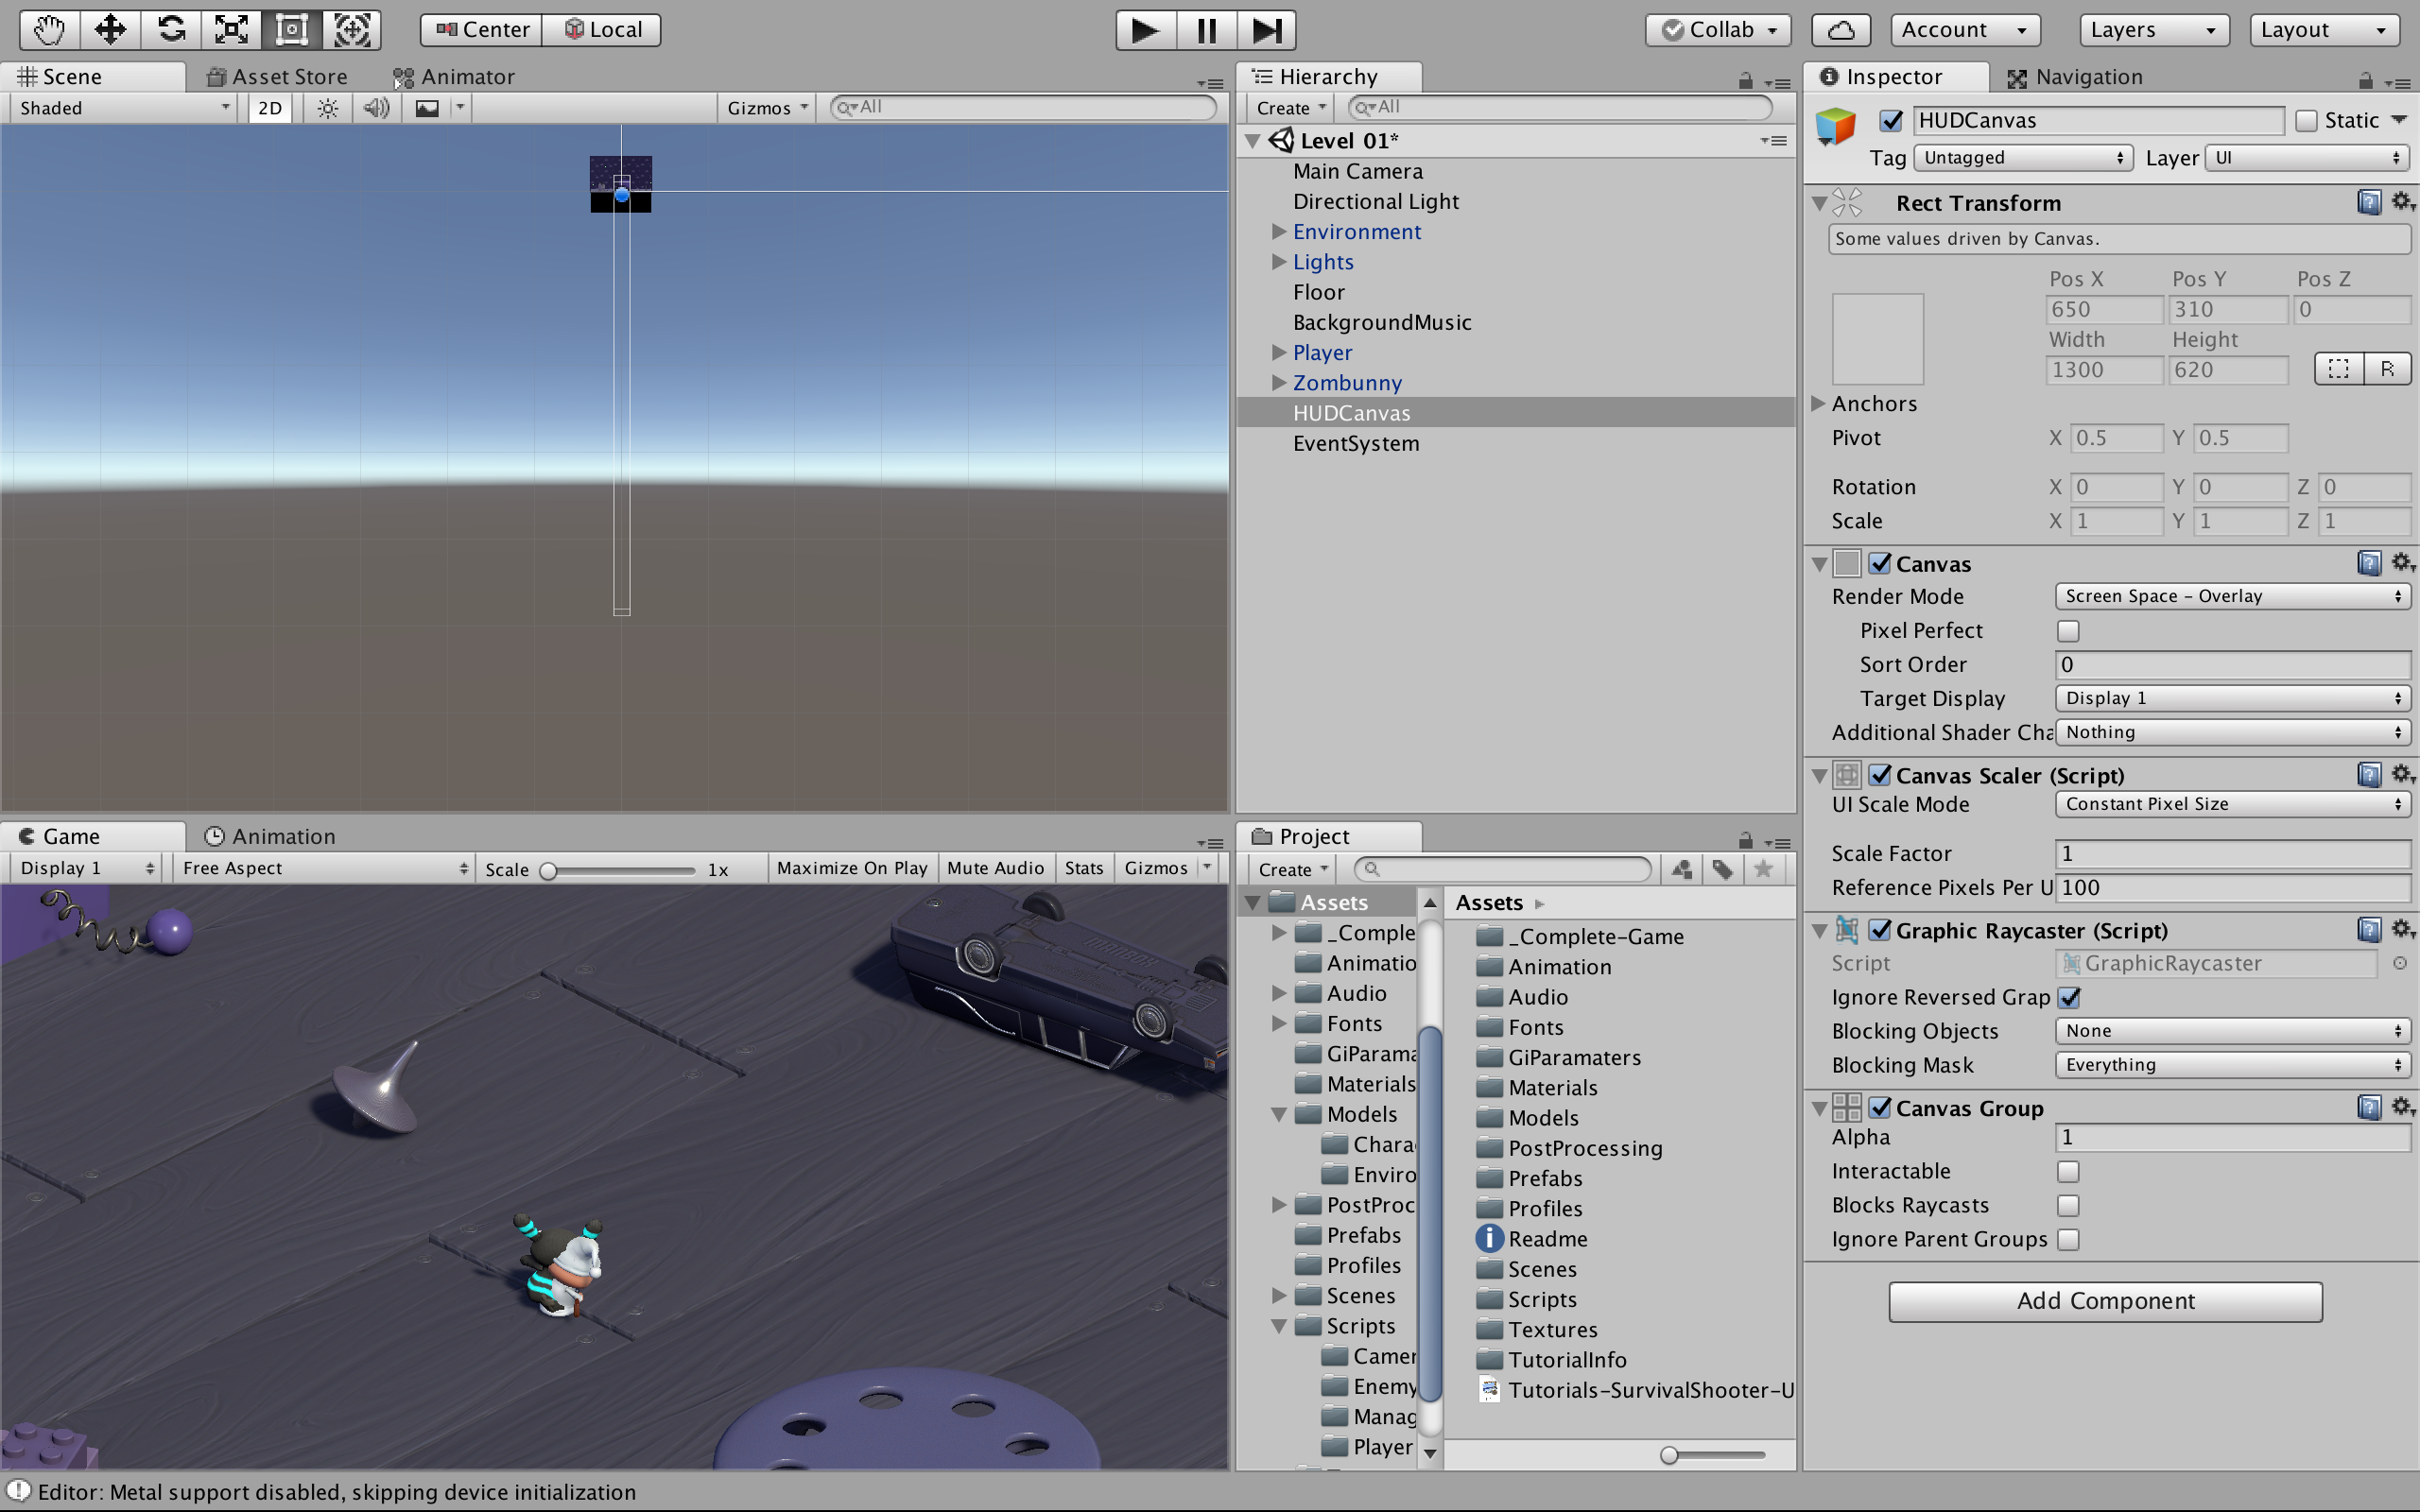 Center Local Collab Account Layers Layout
Scene Asset Store Animator
Shaded 2D Gizmos All
Hierarchy
Create All
Level 01*
Main Camera
Directional Light
Environment
Lights
Floor
BackgroundMusic
Player
Zombunny
HUDCanvas
EventSystem
Inspector Navigation
HUDCanvas Static
Tag Untagged Layer UI
Rect Transform
Some values driven by Canvas.
Pos X Pos Y Pos Z
650 310 0
Width Height
1300 620 R
Anchors
Pivot X 0.5 Y 0.5
Rotation X 0 Y 0 Z 0
Scale X 1 Y 1 Z 1
Canvas
Render Mode Screen Space - Overlay
Pixel Perfect
Sort Order 0
Target Display Display 1
Additional Shader Cha Nothing
Canvas Scaler (Script)
UI Scale Mode Constant Pixel Size
Scale Factor 1
Reference Pixels Per U 100
Graphic Raycaster (Script)
Script GraphicRaycaster
Ignore Reversed Grap
Blocking Objects None
Blocking Mask Everything
Canvas Group
Alpha 1
Interactable
Blocks Raycasts
Ignore Parent Groups
Add Component
Game Animation
Display 1 Free Aspect Scale 1x Maximize On Play Mute Audio Stats Gizmos
Project
Create
Assets
_Comple
Animatio
Audio
Fonts
GiParama
Materials
Models
Chara
Enviro
PostProc
Prefabs
Profiles
Scenes
Scripts
Camer
Enemy
Manag
Player
Assets
_Complete-Game
Animation
Audio
Fonts
GiParamaters
Materials
Models
PostProcessing
Prefabs
Profiles
Readme
Scenes
Scripts
Textures
TutorialInfo
Tutorials-SurvivalShooter-U
Editor: Metal support disabled, skipping device initialization